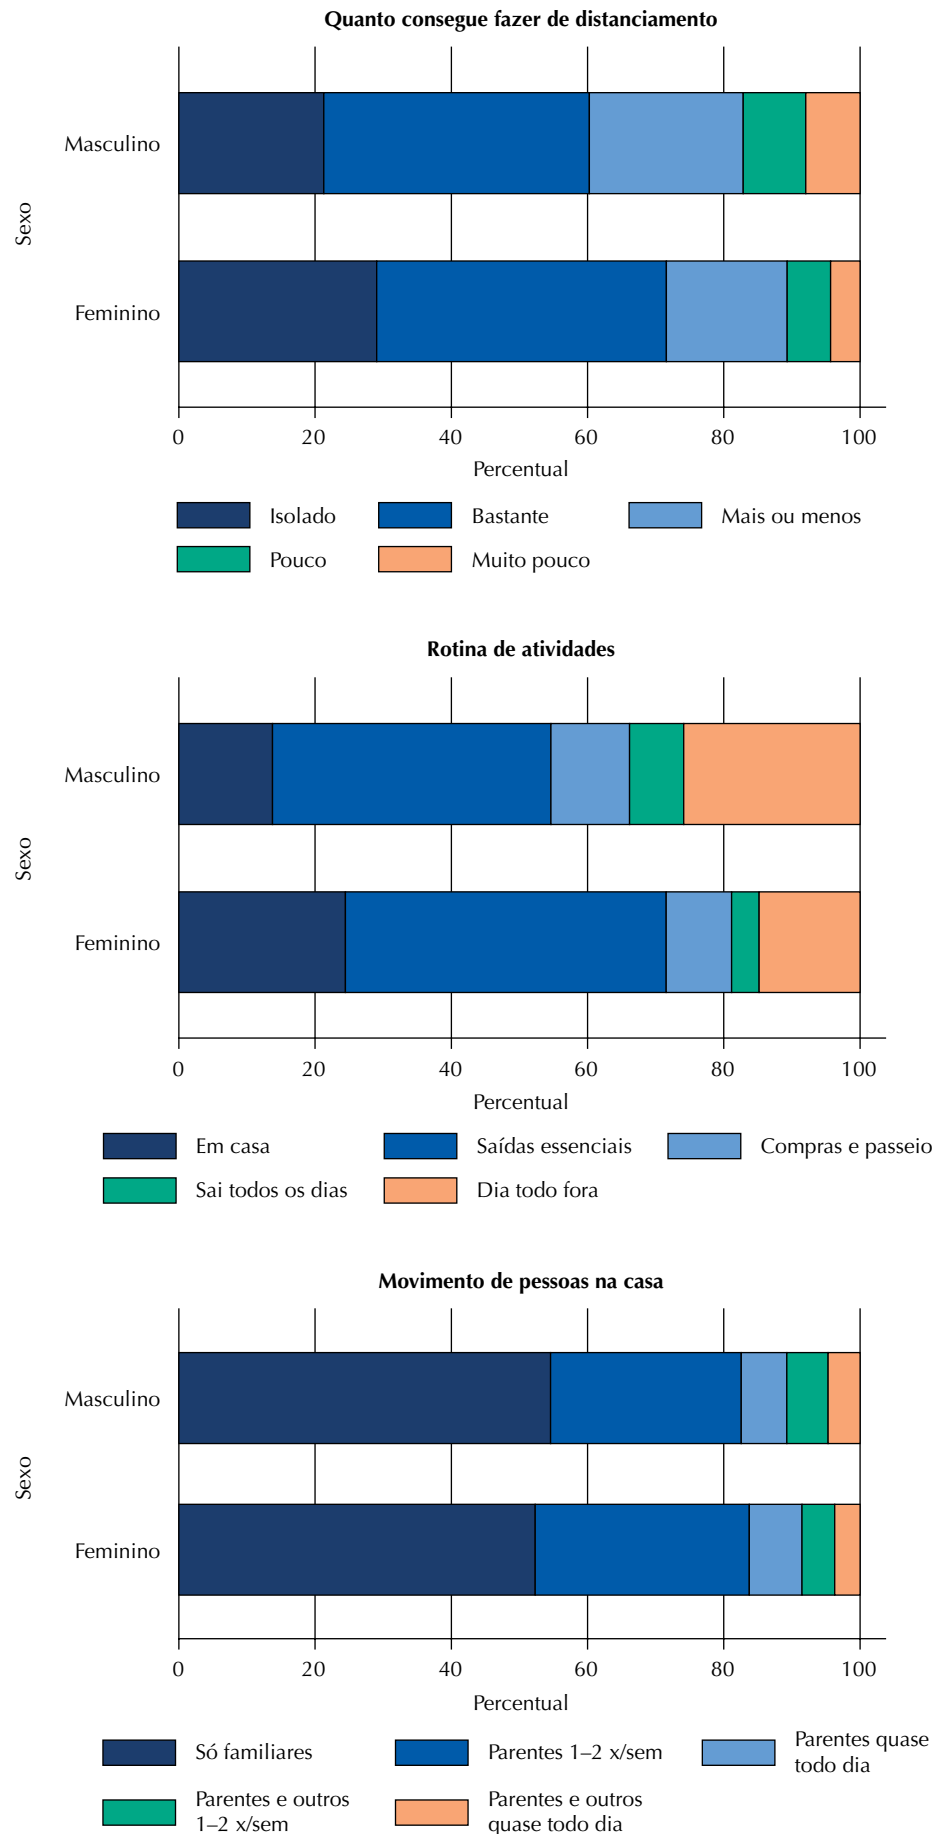 Quanto consegue fazer de distanciamento
Masculino
Feminino
Sexo
0 20 40 60 80 100
Percentual
Isolado Bastante Mais ou menos
Pouco Muito pouco
Rotina de atividades
Masculino
Feminino
Sexo
0 20 40 60 80 100
Percentual
Em casa Saídas essenciais Compras e passeio
Sai todos os dias Dia todo fora
Movimento de pessoas na casa
Masculino
Feminino
Sexo
0 20 40 60 80 100
Percentual
Só familiares Parentes 1–2 x/sem Parentes quase
todo dia
Parentes e outros
1–2 x/sem
Parentes e outros
quase todo dia